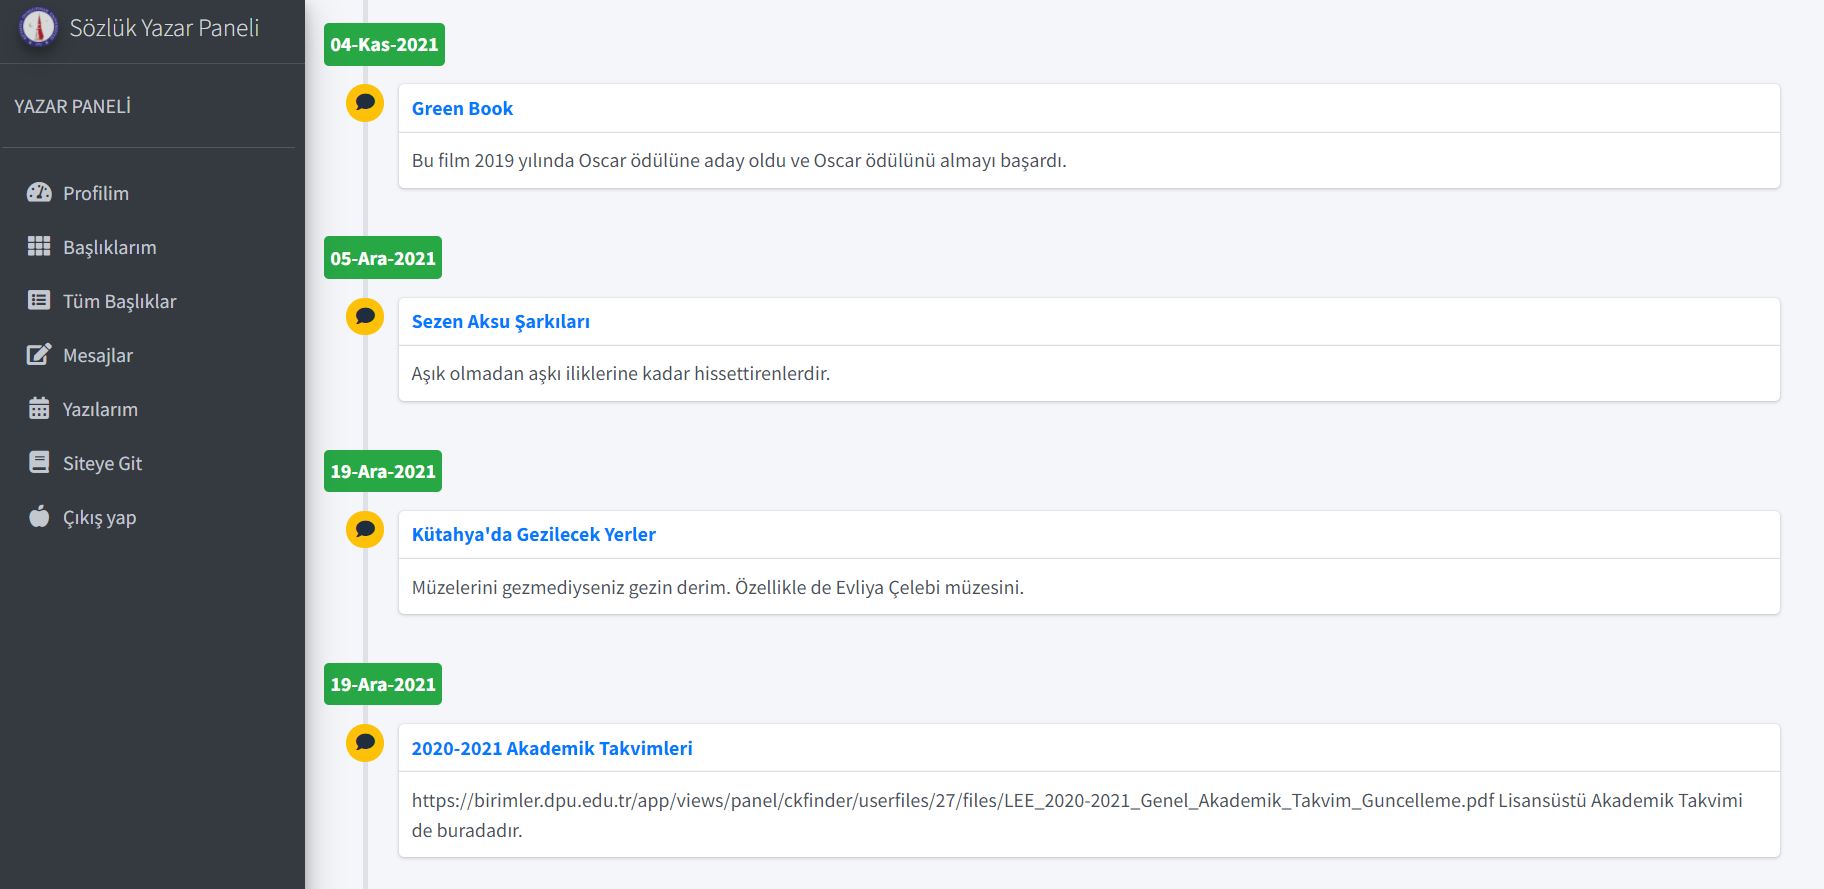 Sözlük Yazar Paneli
YAZAR PANELİ
Profilim
Başlıklarım
Tüm Başlıklar
Mesajlar
Yazılarım
Siteye Git
Çıkış yap
04-Kas-2021
Green Book
Bu film 2019 yılında Oscar ödülüne aday oldu ve Oscar ödülünü almayı başardı.
05-Ara-2021
Sezen Aksu Şarkıları
Aşık olmadan aşkı iliklerine kadar hissettirenlerdir.
19-Ara-2021
Kütahya'da Gezilecek Yerler
Müzelerini gezmediyseniz gezin derim. Özellikle de Evliya Çelebi müzesini.
19-Ara-2021
2020-2021 Akademik Takvimleri
https://birimler.dpu.edu.tr/app/views/panel/ckfinder/userfiles/27/files/LEE_2020-2021_Genel_Akademik_Takvim_Guncelleme.pdf Lisansüstü Akademik Takvimi
de buradadır.